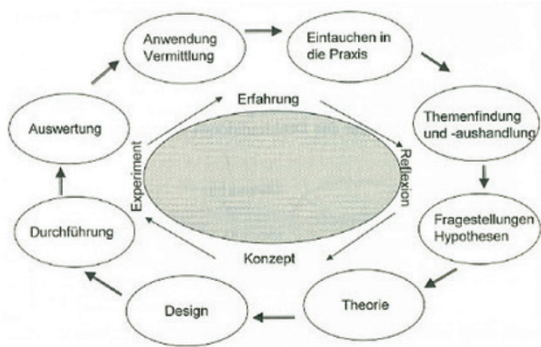 Anwendung
Vermittlung
Eintauchen in
die Praxis
Themenfindung
und -aushandlung
Fragestellungen
Hypothesen
Theorie
Design
Durchführung
Auswertung
Erfahrung
Reflexion
Konzept
Experiment